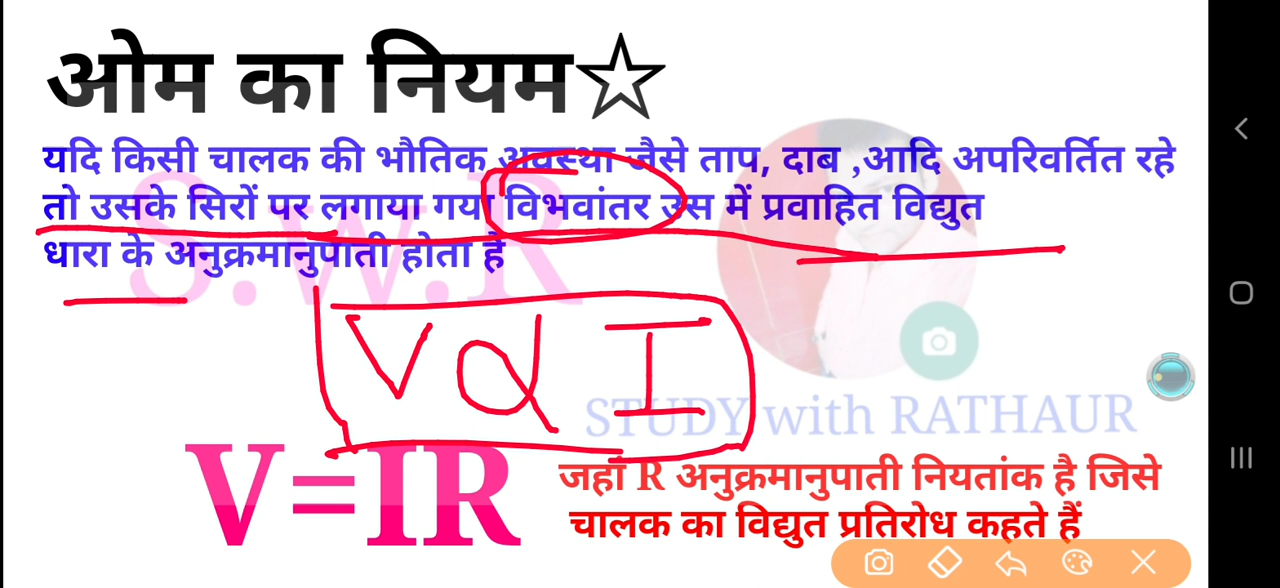 ओम का नियम☆
यदि किसी चालक की भौतिक अवस्था जैसे ताप, दाब ,आदि अपरिवर्तित रहे
तो उसके सिरों पर लगाया गया विभवांतर उस में प्रवाहित विद्युत
धारा के अनुक्रमानुपाती होता है
S.W.R
V α I
STUDY with RATHAUR
V=IR
जहां R अनुक्रमानुपाती नियतांक है जिसे
चालक का विद्युत प्रतिरोध कहते हैं